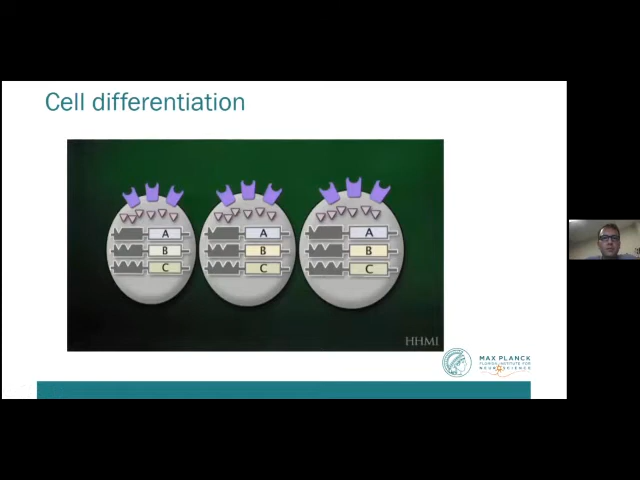 Cell differentiation
A
B
C
A
B
C
A
B
C
HHMI
MAX PLANCK
FLORIDA INSTITUTE FOR
NEUROSCIENCE